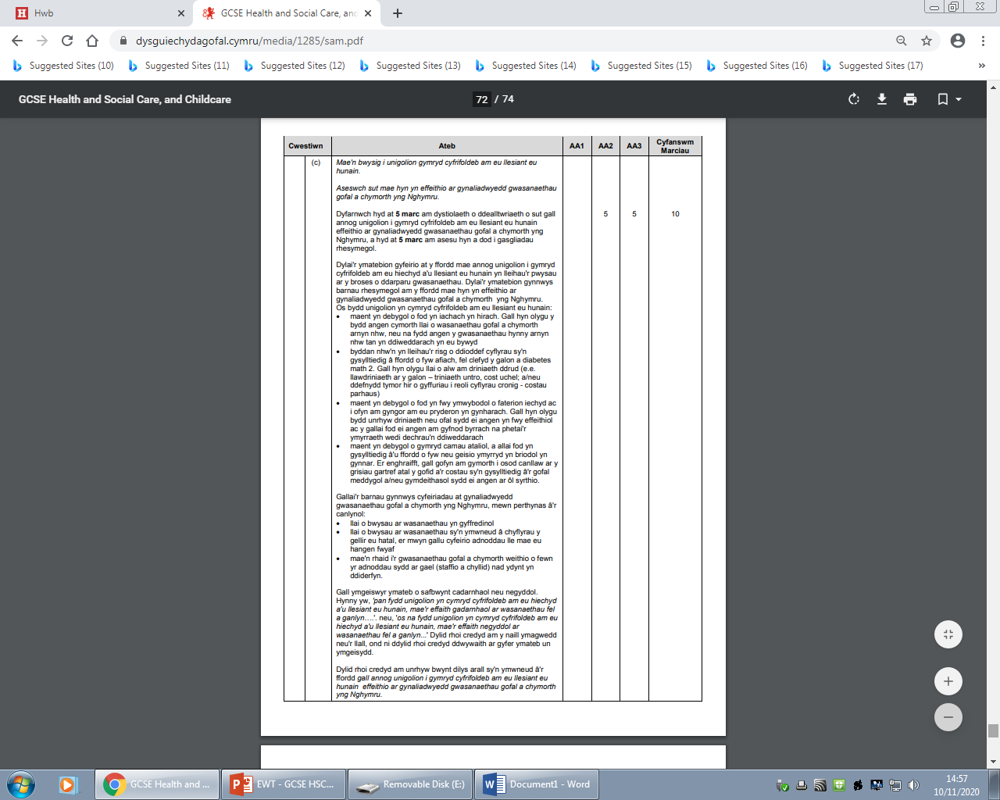 Hwb
GCSE Health and Social Care, and
dysguiechydagofal.cymru/media/1285/sam.pdf
Suggested Sites (10)
Suggested Sites (11)
Suggested Sites (12)
Suggested Sites (13)
Suggested Sites (14)
Suggested Sites (15)
Suggested Sites (16)
Suggested Sites (17)
GCSE Health and Social Care, and Childcare
72 / 74
Cwestiwn
Ateb
AA1
AA2
AA3
Cyfanswm
Marciau
(c)
Mae'n bwysig i unigolion gymryd cyfrifoldeb am eu llesiant eu
hunain.
Aseswch sut mae hyn yn effeithio ar gynaliadwyedd gwasanaethau
gofal a chymorth yng Nghymru.
Dyfarnwch hyd at 5 marc am dystiolaeth o ddealltwriaeth o sut gall
annog unigolion i gymryd cyfrifoldeb am eu llesiant eu hunain
effeithio ar gynaliadwyedd gwasanaethau gofal a chymorth yng
Nghymru, a hyd at 5 marc am asesu hyn a dod i gasgliadau
rhesymegol.
5
5
10
Dylai'r ymatebion gyfeirio at y ffordd mae annog unigolion i gymryd
cyfrifoldeb am eu hiechyd a'u llesiant eu hunain yn lleihau'r pwysau
ar y broses o ddarparu gwasanaethau. Dylai'r ymatebion gynnwys
barnau rhesymegol am y ffordd mae hyn yn effeithio ar
gynaliadwyedd gwasanaethau gofal a chymorth yng Nghymru.
Os bydd unigolion yn cymryd cyfrifoldeb am eu llesiant eu hunain:
• maent yn debygol o fod yn iachach yn hirach. Gall hyn olygu y
bydd angen cymorth llai o wasanaethau gofal a chymorth
arnyn nhw, neu na fydd angen y gwasanaethau hynny arnyn
nhw tan yn ddiweddarach yn eu bywyd
• byddan nhw'n yn lleihau'r risg o ddioddef cyflyrau sy'n
gysylltiedig â ffordd o fyw afiach, fel clefyd y galon a diabetes
math 2. Gall hyn olygu llai o alw am driniaeth ddrud (e.e.
llawdriniaeth ar y galon – triniaeth untro, cost uchel; a/neu
ddefnydd tymor hir o gyffuriau i reoli cyflyrau cronig - costau
parhaus)
• maent yn debygol o fod yn fwy ymwybodol o faterion iechyd ac
i ofyn am gyngor am eu pryderon yn gynharach. Gall hyn olygu
bydd unrhyw driniaeth neu ofal sydd ei angen yn fwy effeithiol
ac y gallai fod ei angen am gyfnod byrrach na phetai'r
ymyrraeth wedi dechrau'n ddiweddarach
• maent yn debygol o gymryd camau ataliol, a allai fod yn
gysylltiedig â'u ffordd o fyw neu geisio ymyrryd yn briodol yn
gynnar. Er enghraifft, gall gofyn am gymorth i osod canllaw ar y
grisiau gartref atal y gofid a'r costau sy'n gysylltiedig â'r gofal
meddygol a/neu gymdeithasol sydd ei angen ar ôl syrthio.
Gallai'r barnau gynnwys cyfeiriadau at gynaliadwyedd
gwasanaethau gofal a chymorth yng Nghymru, mewn perthynas â'r
canlynol:
• llai o bwysau ar wasanaethau yn gyffredinol
• llai o bwysau ar wasanaethau sy'n ymwneud â chyflyrau y
gellir eu hatal, er mwyn gallu cyfeirio adnoddau lle mae eu
hangen fwyaf
• mae'n rhaid i'r gwasanaethau gofal a chymorth weithio o fewn
yr adnoddau sydd ar gael (staffio a chyllid) nad ydynt yn
ddiderfyn.
Gall ymgeiswyr ymateb o safbwynt cadarnhaol neu negyddol.
Hynny yw, 'pan fydd unigolion yn cymryd cyfrifoldeb am eu hiechyd
a'u llesiant eu hunain, mae'r effaith gadarnhaol ar wasanaethau fel
a ganlyn….'. neu, 'os na fydd unigolion yn cymryd cyfrifoldeb am eu
hiechyd a'u llesiant eu hunain, mae'r effaith negyddol ar
wasanaethau fel a ganlyn...' Dylid rhoi credyd am y naill ymagwedd
neu'r llall, ond ni ddylid rhoi credyd ddwywaith ar gyfer ymateb un
ymgeisydd.
Dylid rhoi credyd am unrhyw bwynt dilys arall sy'n ymwneud â'r
ffordd gall annog unigolion i gymryd cyfrifoldeb am eu llesiant eu
hunain effeithio ar gynaliadwyedd gwasanaethau gofal a chymorth
yng Nghymru.
GCSE Health and ...
EWT - GCSE HSC...
Removable Disk (E:)
Document1 - Word
14:57
10/11/2020